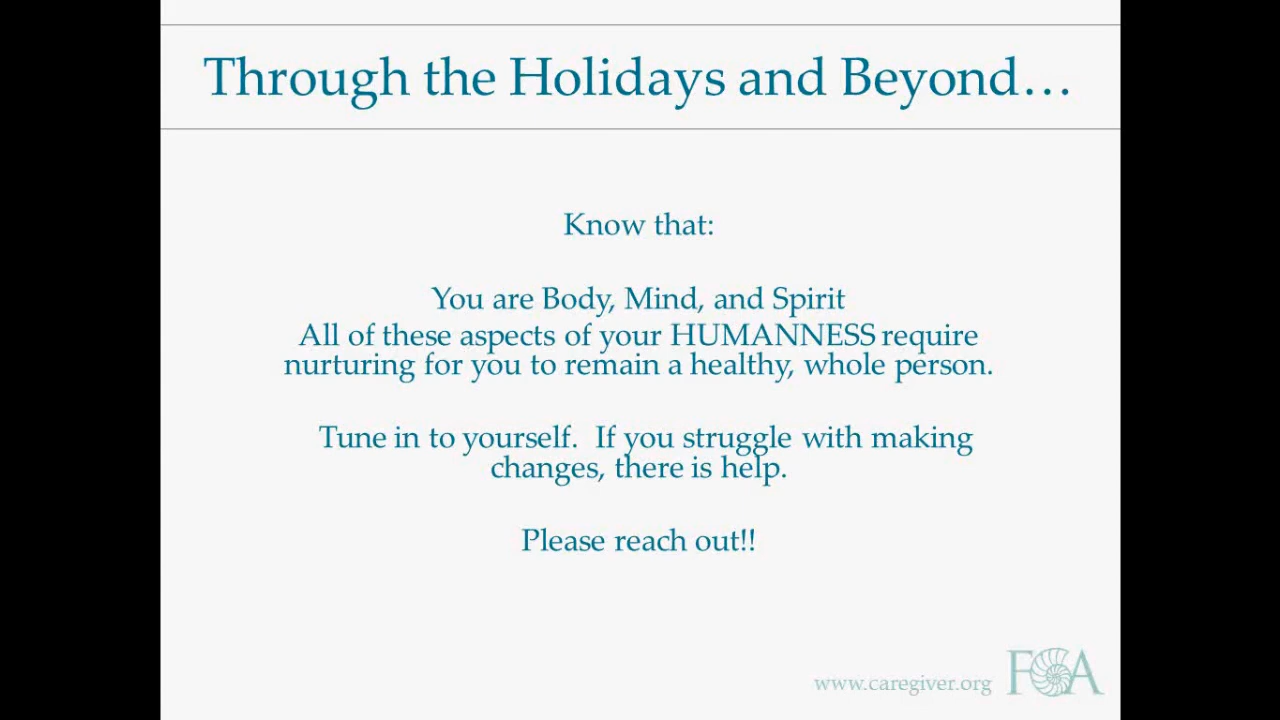 Through the Holidays and Beyond…
Know that:
You are Body, Mind, and Spirit
All of these aspects of your HUMANNESS require
nurturing for you to remain a healthy, whole person.
Tune in to yourself.  If you struggle with making
changes, there is help.
Please reach out!!
www.caregiver.org FCA